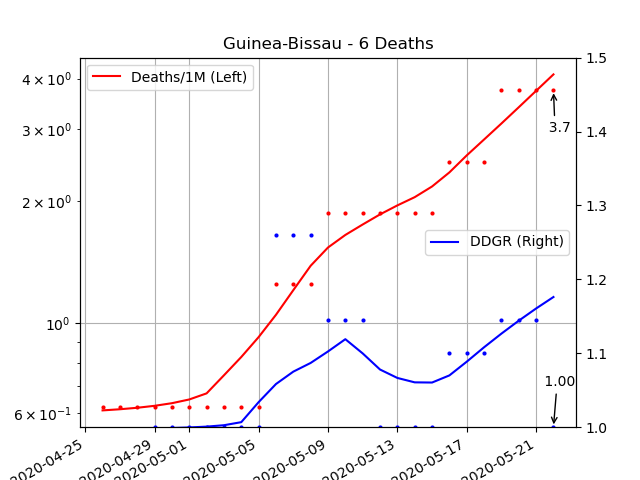 Guinea-Bissau - 6 Deaths
Deaths/1M (Left)
DDGR (Right)
4 × 10⁰
3 × 10⁰
2 × 10⁰
10⁰
6 × 10⁻¹
1.5
1.4
1.3
1.2
1.1
1.0
3.7
1.00
2020-04-25
2020-04-29
2020-05-01
2020-05-05
2020-05-09
2020-05-13
2020-05-17
2020-05-21